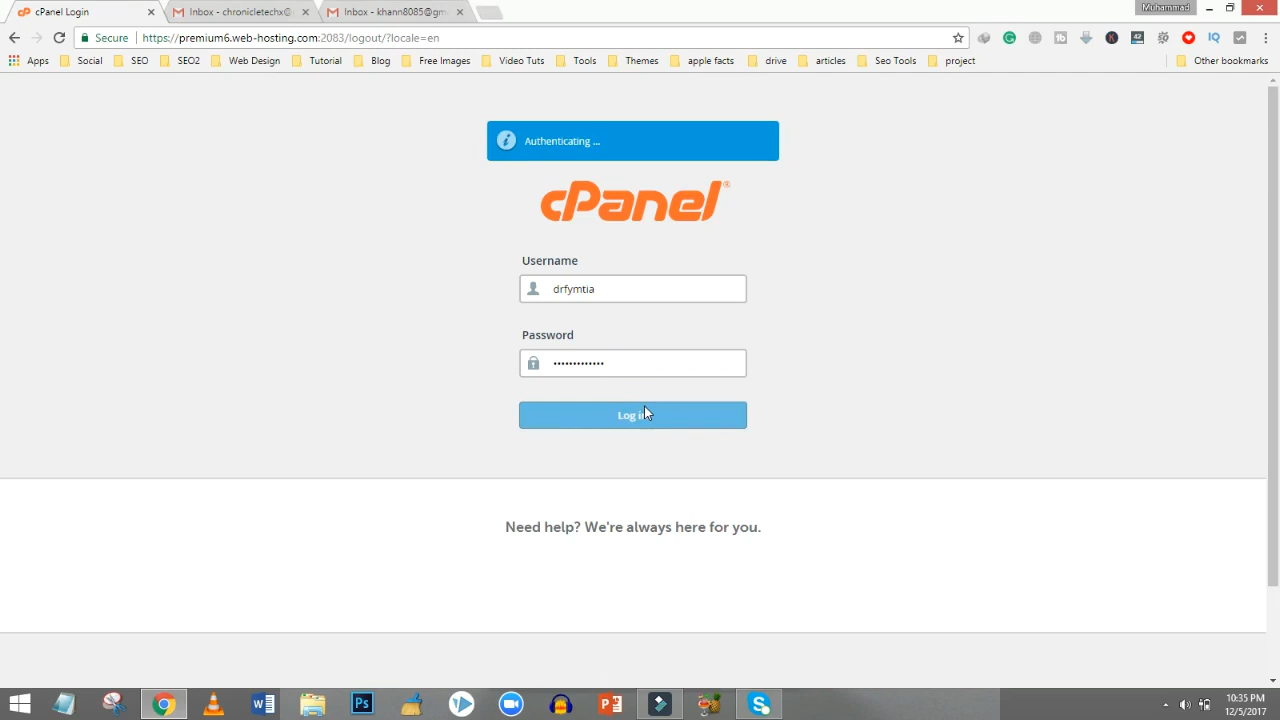 cPanel Login
Inbox - chronicletechx@
Inbox - khann8085@gm
Muhammad
Secure
https://premium6.web-hosting.com:2083/logout/?locale=en
Apps
Social
SEO
SEO2
Web Design
Tutorial
Blog
Free Images
Video Tuts
Tools
Themes
apple facts
drive
articles
Seo Tools
project
Other bookmarks
Authenticating ...
cPanel®
Username
drfymtia
Password
Log in
Need help? We're always here for you.
10:35 PM
12/5/2017